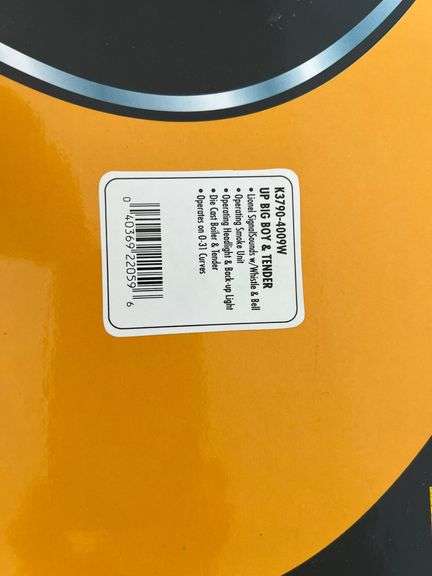 K3790-4009W
UP BIG BOY & TENDER
• Lionel SignalSounds w/Whistle & Bell
• Operating Smoke Unit
• Operating Headlight & Back-up Light
• Die Cast Boiler & Tender
• Operates on O-31 Curves
0 40369 22059 6